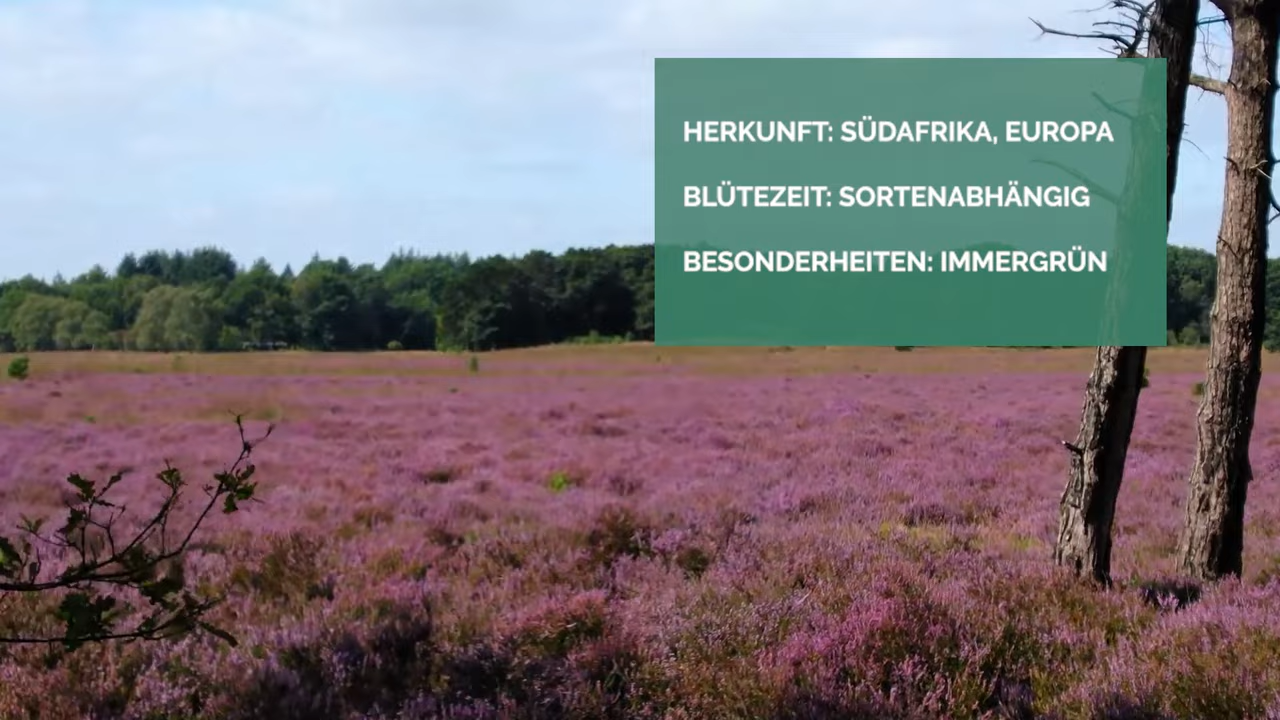 HERKUNFT: SÜDAFRIKA, EUROPA
BLÜTEZEIT: SORTENABHÄNGIG
BESONDERHEITEN: IMMERGRÜN